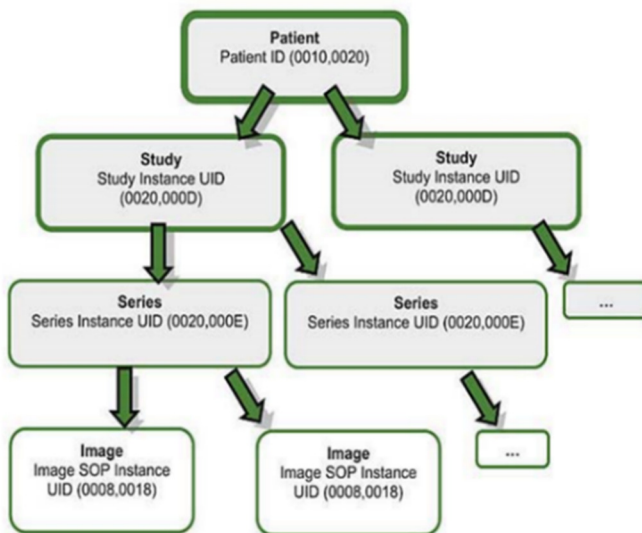 Patient
Patient ID (0010,0020)
Study
Study Instance UID
(0020,000D)
Study
Study Instance UID
(0020,000D)
Series
Series Instance UID (0020,000E)
Series
Series Instance UID (0020,000E)
...
Image
Image SOP Instance
UID (0008,0018)
Image
Image SOP Instance
UID (0008,0018)
...